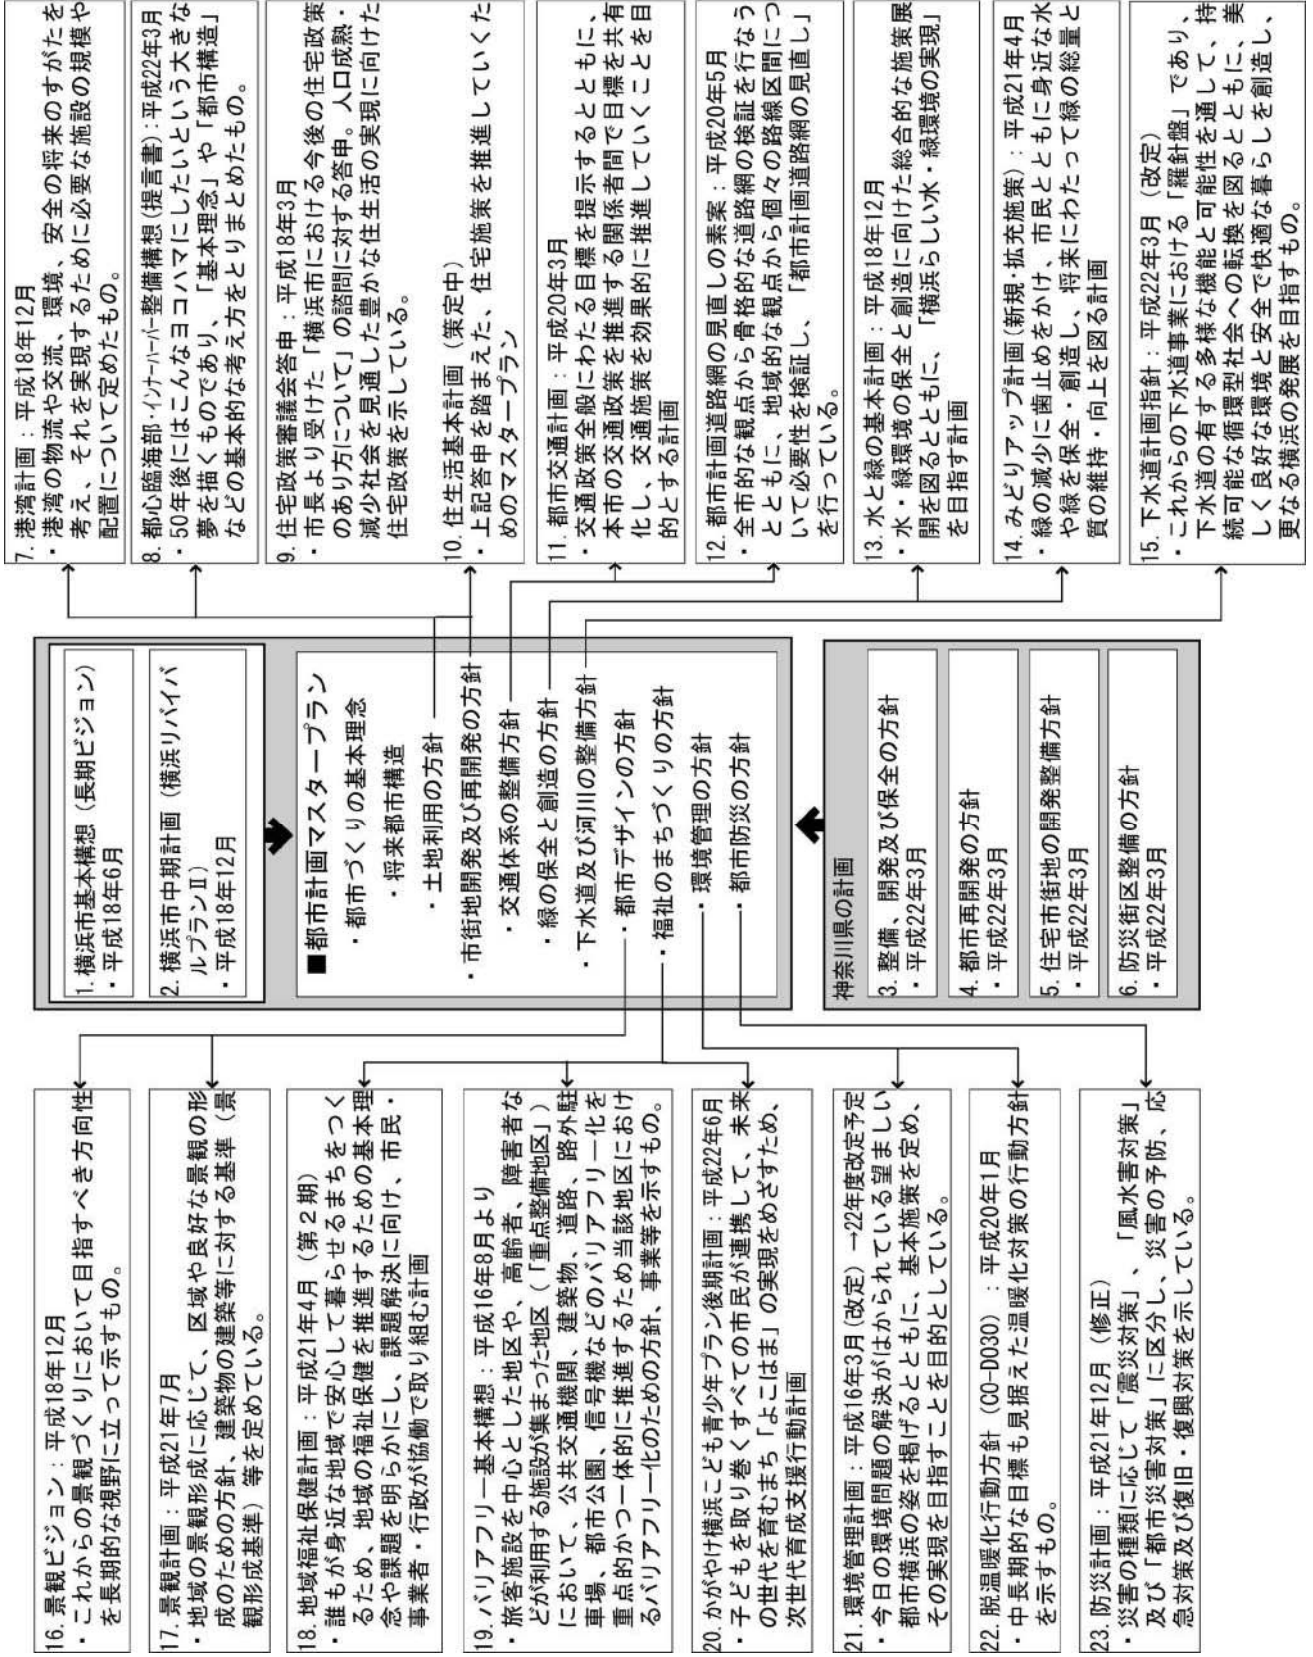 16. 景観ビジョン：平成18年12月
・これからの景観づくりにおいて目指すべき方向性
を長期的な視野に立って示すもの。
17. 景観計画：平成21年7月
・地域の景観形成に応じて、区域や良好な景観の形
成のための方針、建築物の建築等に対する基準（景
観形成基準）等を定めている。
18. 地域福祉保健計画：平成21年4月（第２期）
・誰もが身近な地域で安心して暮らせるまちをつく
るため、地域の福祉保健を推進するための基本理
念や課題を明らかにし、課題解決に向け、市民・
事業者・行政が協働で取り組む計画
19. バリアフリー基本構想：平成16年8月より
・旅客施設を中心とした地区や、高齢者、障害者な
どが利用する施設が集まった地区（「重点整備地区」）
において、公共交通機関、建築物、道路、路外駐
車場、都市公園、信号機などのバリアフリー化を
重点的かつ一体的に推進するため当該地区におけ
るバリアフリー化のための方針、事業等を示すもの。
20. かがやけ横浜こども青少年プラン後期計画：平成22年6月
・子どもを取り巻くすべての市民が連携して、未来
の世代を育むまち「よこはま」の実現をめざすため、
次世代育成支援行動計画
21. 環境管理計画：平成16年3月（改定）→22年度改定予定
・今日の環境問題の解決がはかられている望ましい
都市横浜の姿を掲げるとともに、基本施策を定め、
その実現を目指すことを目的としている。
22. 脱温暖化行動方針（CO-DO30）：平成20年1月
・中長期的な目標も見据えた温暖化対策の行動方針
を示すもの。
23. 防災計画：平成21年12月（修正）
・災害の種類に応じて「震災対策」、「風水害対策」
及び「都市災害対策」に区分し、災害の予防、応
急対策及び復旧・復興対策を示している。
1. 横浜市基本構想（長期ビジョン）
・平成18年6月
2. 横浜市中期計画（横浜リバイバ
ルプランⅡ）
・平成18年12月
■都市計画マスタープラン
・都市づくりの基本理念
・将来都市構造
・土地利用の方針
・市街地開発及び再開発の方針
・交通体系の整備方針
・緑の保全と創造の方針
・下水道及び河川の整備方針
・都市デザインの方針
・福祉のまちづくりの方針
・環境管理の方針
・都市防災の方針
神奈川県の計画
3. 整備、開発及び保全の方針
・平成22年3月
4. 都市再開発の方針
・平成22年3月
5. 住宅市街地の開発整備方針
・平成22年3月
6. 防災街区整備の方針
・平成22年3月
7. 港湾計画：平成18年12月
・港湾の物流や交流、環境、安全の将来のすがたを
考え、それを実現するために必要な施設の規模や
配置について定めたもの。
8. 都心臨海部・インナーハーバー整備構想（提言書）：平成22年3月
・50年後にはこんなヨコハマにしたいという大きな
夢を描くものであり、「基本理念」や「都市構造」
などの基本的な考え方をとりまとめたもの。
9. 住宅政策審議会答申：平成18年3月
・市長より受けた「横浜市における今後の住宅政策
のあり方について」の諮問に対する答申。人口成熟・
減少社会を見通した豊かな住生活の実現に向けた
住宅政策を示している。
10. 住生活基本計画（策定中）
・上記答申を踏まえた、住宅施策を推進していくた
めのマスタープラン
11. 都市交通計画：平成20年3月
・交通政策全般にわたる目標を提示するとともに、
本市の交通政策を推進する関係者間で目標を共有
化し、交通施策を効果的に推進していくことを目
的とする計画
12. 都市計画道路網の見直しの素案：平成20年5月
・全市的な観点から骨格的な道路網の検証を行なう
とともに、地域的な観点から個々の路線区間につ
いて必要性を検証し、「都市計画道路網の見直し」
を行っている。
13. 水と緑の基本計画：平成18年12月
・水・緑環境の保全と創造に向けた総合的な施策展
開を図るとともに、「横浜らしい水・緑環境の実現」
を目指す計画
14. みどりアップ計画（新規・拡充施策）：平成21年4月
・緑の減少に歯止めをかけ、市民とともに身近な水
や緑を保全・創造し、将来にわたって緑の総量と
質の維持・向上を図る計画
15. 下水道計画指針：平成22年3月（改定）
・これからの下水道事業における「羅針盤」であり、
下水道の有する多様な機能と可能性を通して、持
続可能な循環型社会への転換を図るとともに、美
しく良好な環境と安全で快適な暮らしを創造し、
更なる横浜の発展を目指すもの。